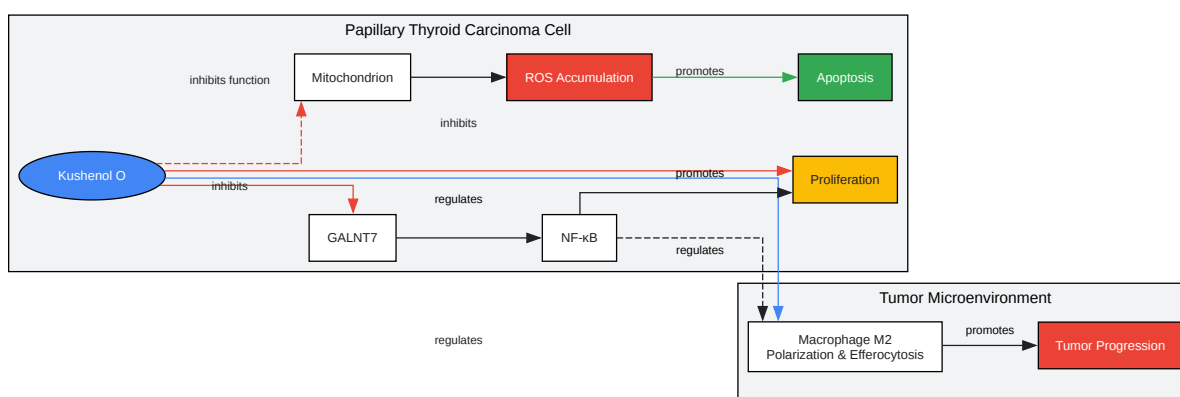 Papillary Thyroid Carcinoma Cell
inhibits function
Mitochondrion
ROS Accumulation
promotes
Apoptosis
inhibits
Kushenol O
inhibits
promotes
Proliferation
regulates
GALNT7
NF-κB
regulates
Tumor Microenvironment
regulates
Macrophage M2
Polarization & Efferocytosis
promotes
Tumor Progression